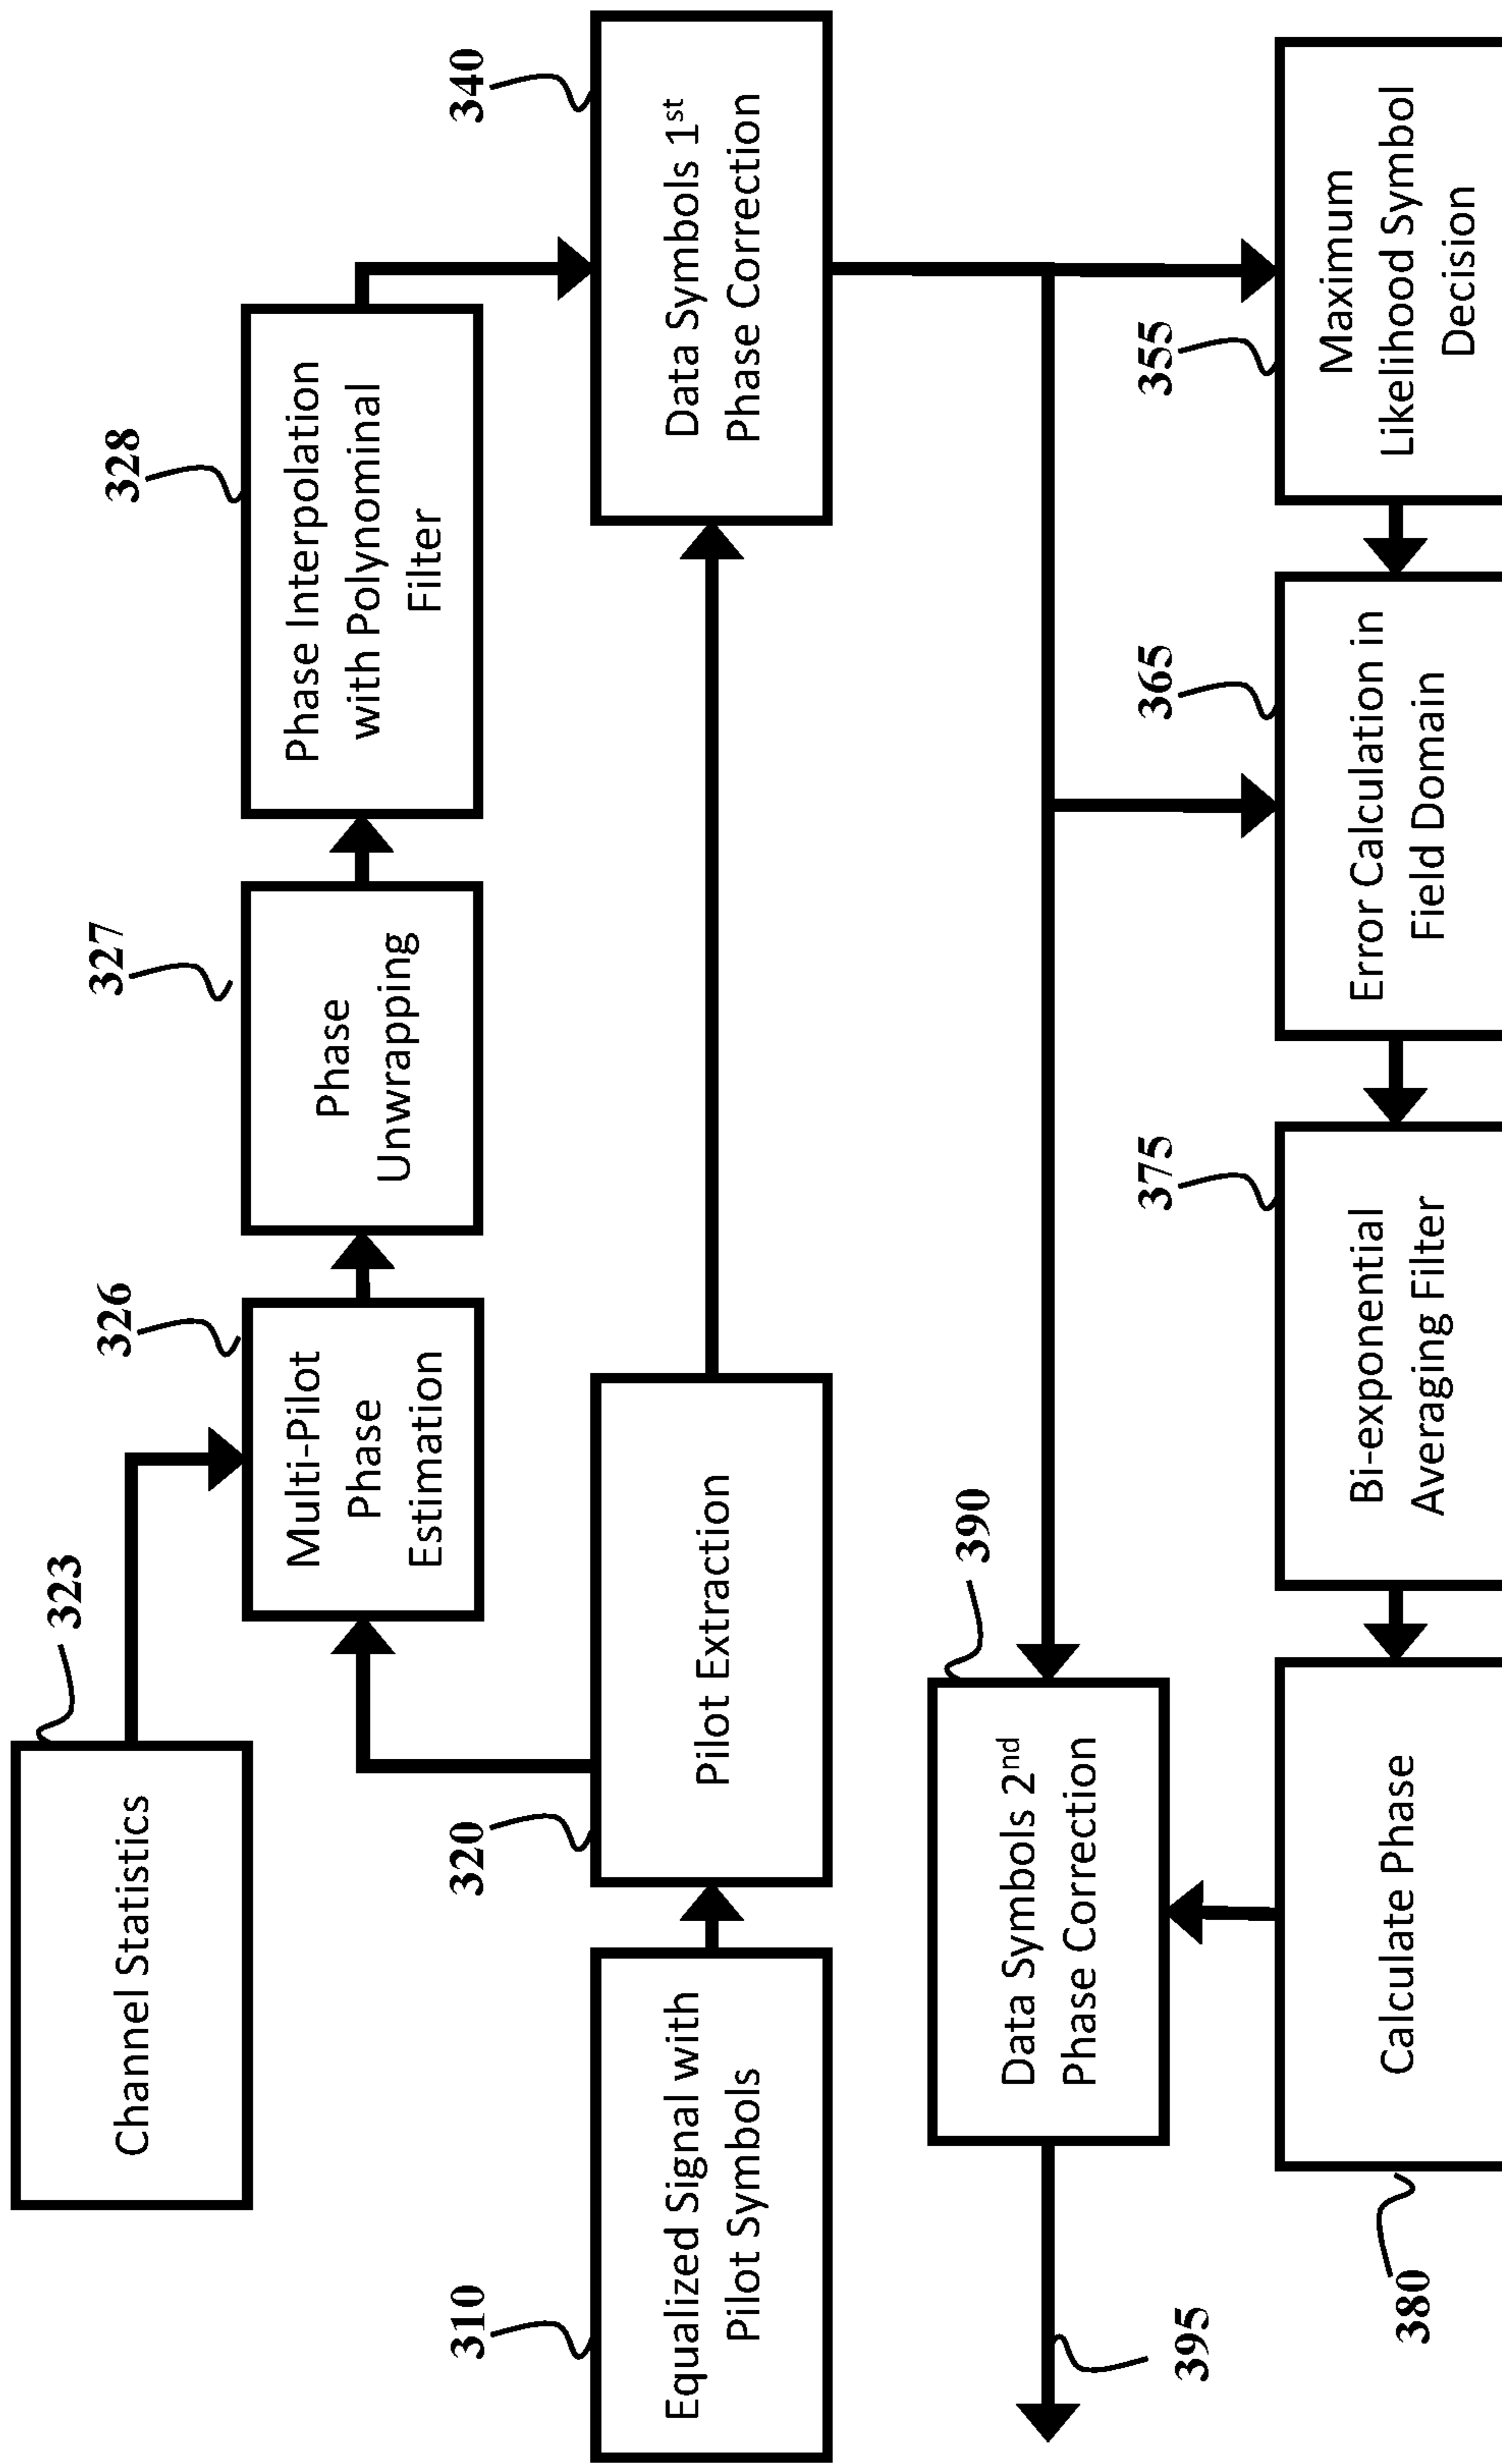 323
Channel Statistics
326
Multi-Pilot
Phase
Estimation
327
Phase
Unwrapping
328
Phase Interpolation
with Polynominal
Filter
310
Equalized Signal with
Pilot Symbols
320
Pilot Extraction
340
Data Symbols 1st
Phase Correction
390
Data Symbols 2nd
Phase Correction
395
380
Calculate Phase
375
Bi-exponential
Averaging Filter
365
Error Calculation in
Field Domain
355
Maximum
Likelihood Symbol
Decision